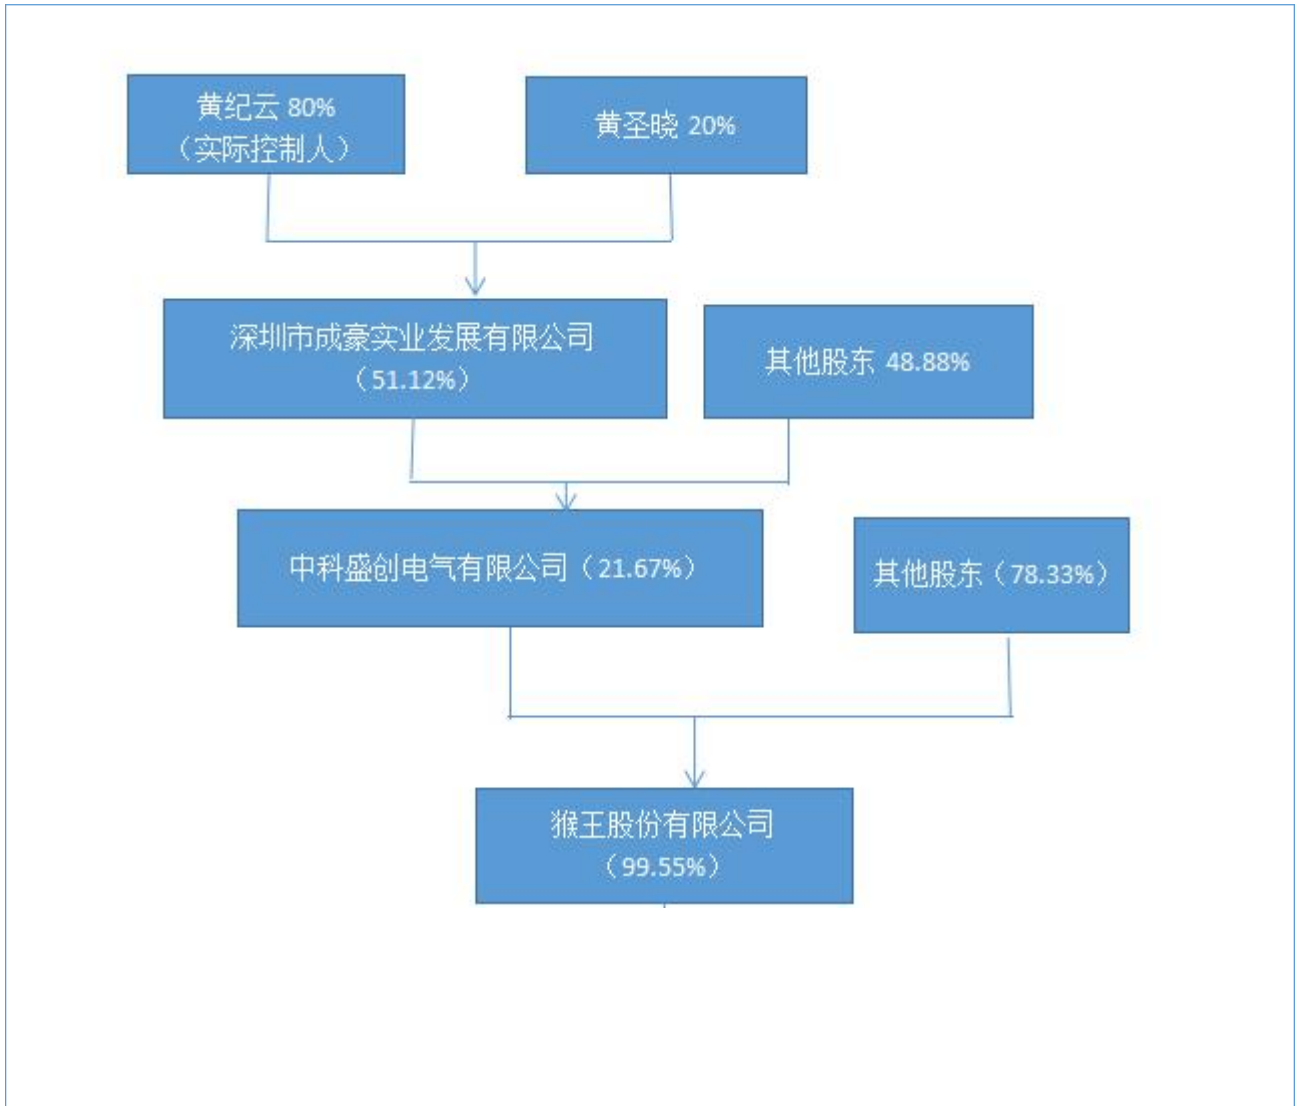 黄纪云 80%
（实际控制人）
黄圣晓 20%
深圳市成豪实业发展有限公司
（51.12%）
其他股东 48.88%
中科盛创电气有限公司（21.67%）
其他股东（78.33%）
猴王股份有限公司
（99.55%）